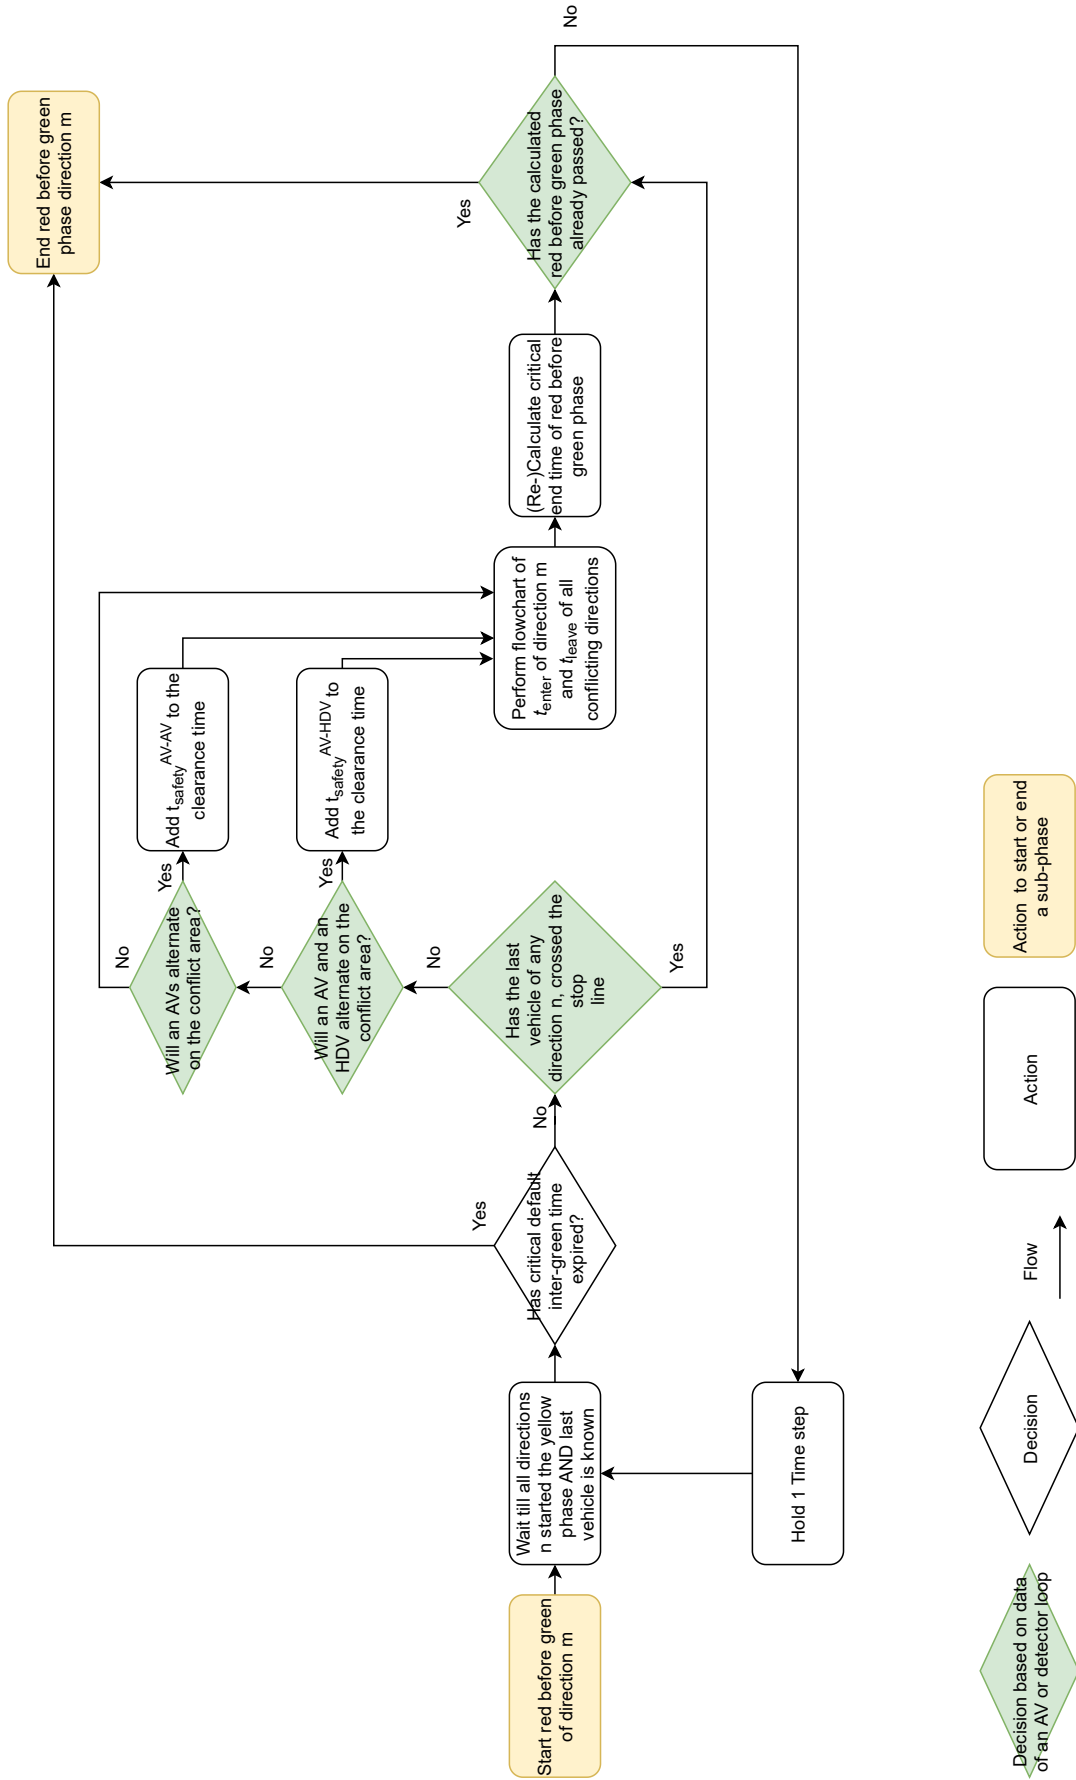 Start red before green
of direction m
Wait till all directions
n started the yellow
phase AND last
vehicle is known
Hold 1 Time step
Has critical default
inter-green time
expired?
Yes
No
Has the last
vehicle of any
direction n, crossed the
stop
line
No
Yes
Will an AV and an
HDV alternate on the
conflict area?
No
Yes
Will an AVs alternate
on the conflict area?
No
Yes
Add t_safety^AV-AV to the
clearance time
Add t_safety^AV-HDV to
the clearance time
Perform flowchart of
t_enter of direction m
and t_leave of all
conflicting directions
(Re-)Calculate critical
end time of red before
green phase
Has the calculated
red before green phase
already passed?
Yes
No
End red before green
phase direction m
Decision based on data
of an AV or detector loop
Decision
Flow
Action
Action to start or end
a sub-phase